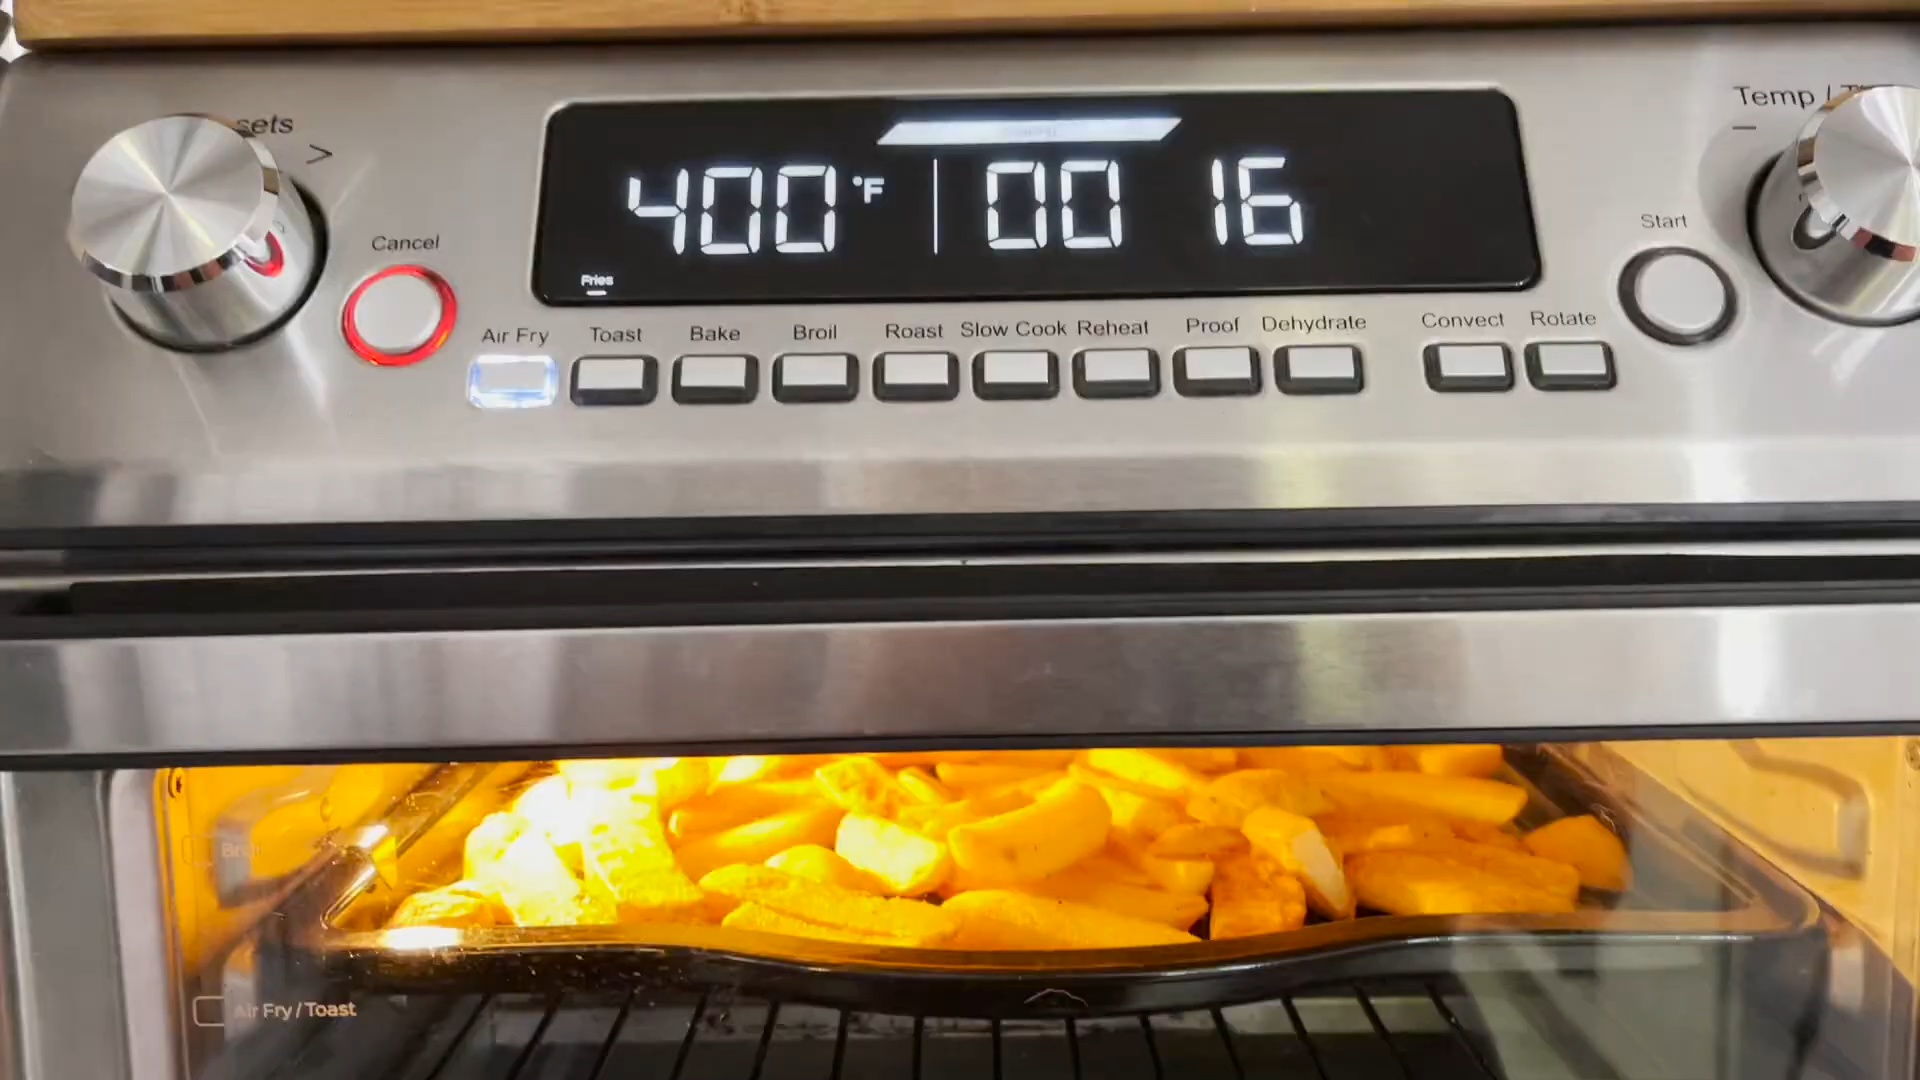 sets
>
Temp /
−
400 °F | 00 16
Fries
Cancel
Start
Air Fry Toast Bake Broil Roast Slow Cook Reheat Proof Dehydrate Convect Rotate
Broil
Air Fry / Toast